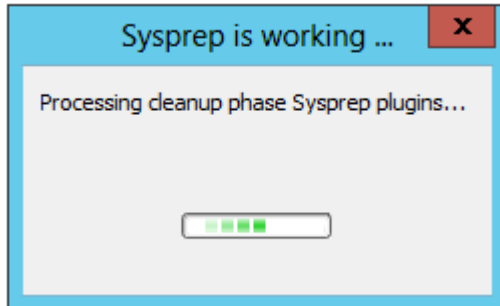 Sysprep is working ...
x
Processing cleanup phase Sysprep plugins...